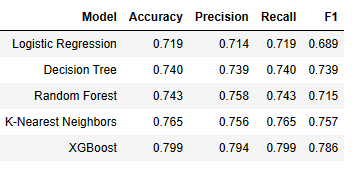 Model Accuracy Precision Recall F1
Logistic Regression 0.719 0.714 0.719 0.689
Decision Tree 0.740 0.739 0.740 0.739
Random Forest 0.743 0.758 0.743 0.715
K-Nearest Neighbors 0.765 0.756 0.765 0.757
XGBoost 0.799 0.794 0.799 0.786